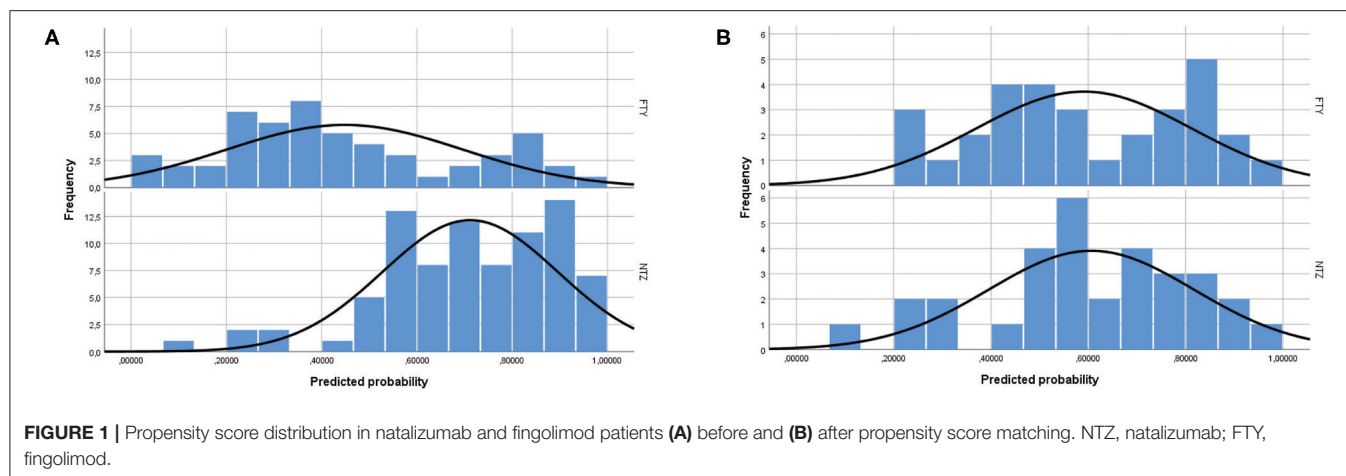 A
12,5
10,0
7,5
5,0
2,5
0,0
FTY
12,5
10,0
7,5
5,0
2,5
0,0
NTZ
Frequency
,00000 ,20000 ,40000 ,60000 ,80000 1,00000
Predicted probability
B
6
5
4
3
2
1
0
FTY
6
5
4
3
2
1
0
NTZ
Frequency
,00000 ,20000 ,40000 ,60000 ,80000 1,00000
Predicted probability
FIGURE 1 | Propensity score distribution in natalizumab and fingolimod patients (A) before and (B) after propensity score matching. NTZ, natalizumab; FTY,
fingolimod.